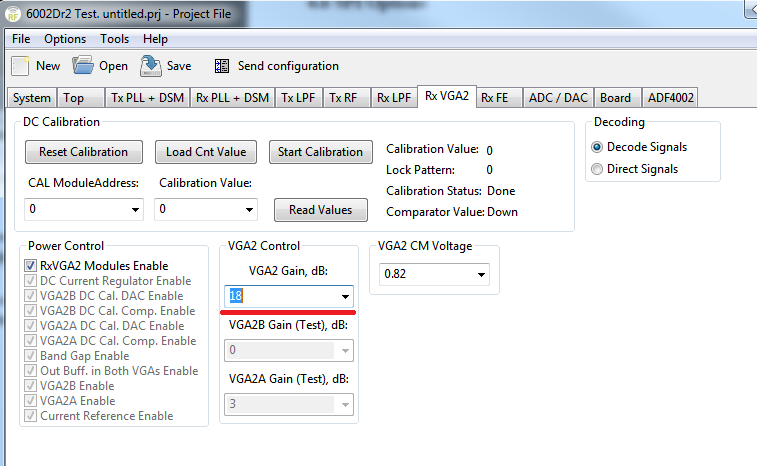 6002Dr2 Test. untitled.prj - Project File
File Options Tools Help
New Open Save Send configuration
System Top Tx PLL + DSM Rx PLL + DSM Tx LPF Tx RF Rx LPF Rx VGA2 Rx FE ADC / DAC Board ADF4002
DC Calibration
Reset Calibration Load Cnt Value Start Calibration
CAL ModuleAddress: Calibration Value:
0 0 Read Values
Calibration Value: 0
Lock Pattern: 0
Calibration Status: Done
Comparator Value: Down
Decoding
Decode Signals
Direct Signals
Power Control
RxVGA2 Modules Enable
DC Current Regulator Enable
VGA2B DC Cal. DAC Enable
VGA2B DC Cal. Comp. Enable
VGA2A DC Cal. DAC Enable
VGA2A DC Cal. Comp. Enable
Band Gap Enable
Out Buff. in Both VGAs Enable
VGA2B Enable
VGA2A Enable
Current Reference Enable
VGA2 Control
VGA2 Gain, dB:
18
VGA2B Gain (Test), dB:
0
VGA2A Gain (Test), dB:
3
VGA2 CM Voltage
0.82